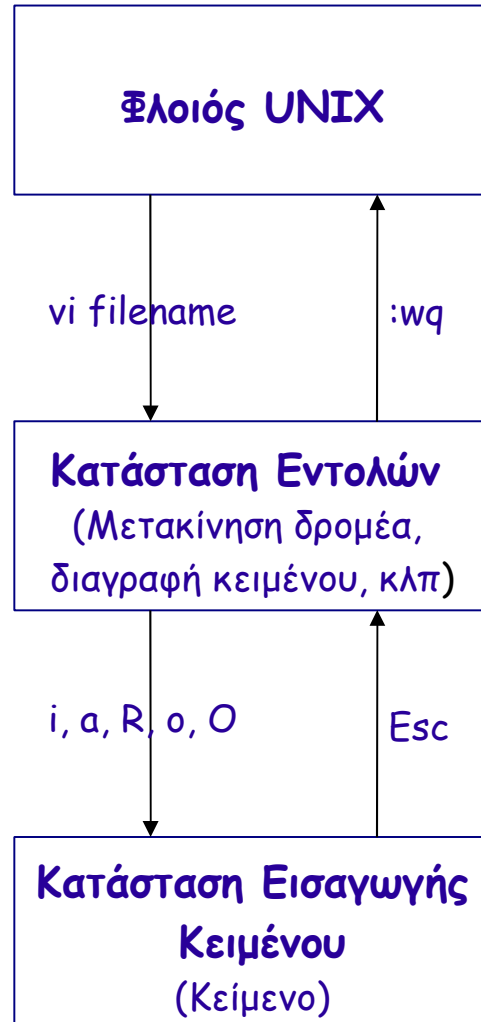 Φλοιός UNIX
vi filename
:wq
Κατάσταση Εντολών
(Μετακίνηση δρομέα,
διαγραφή κειμένου, κλπ)
i, a, R, o, O
Esc
Κατάσταση Εισαγωγής
Κειμένου
(Κείμενο)